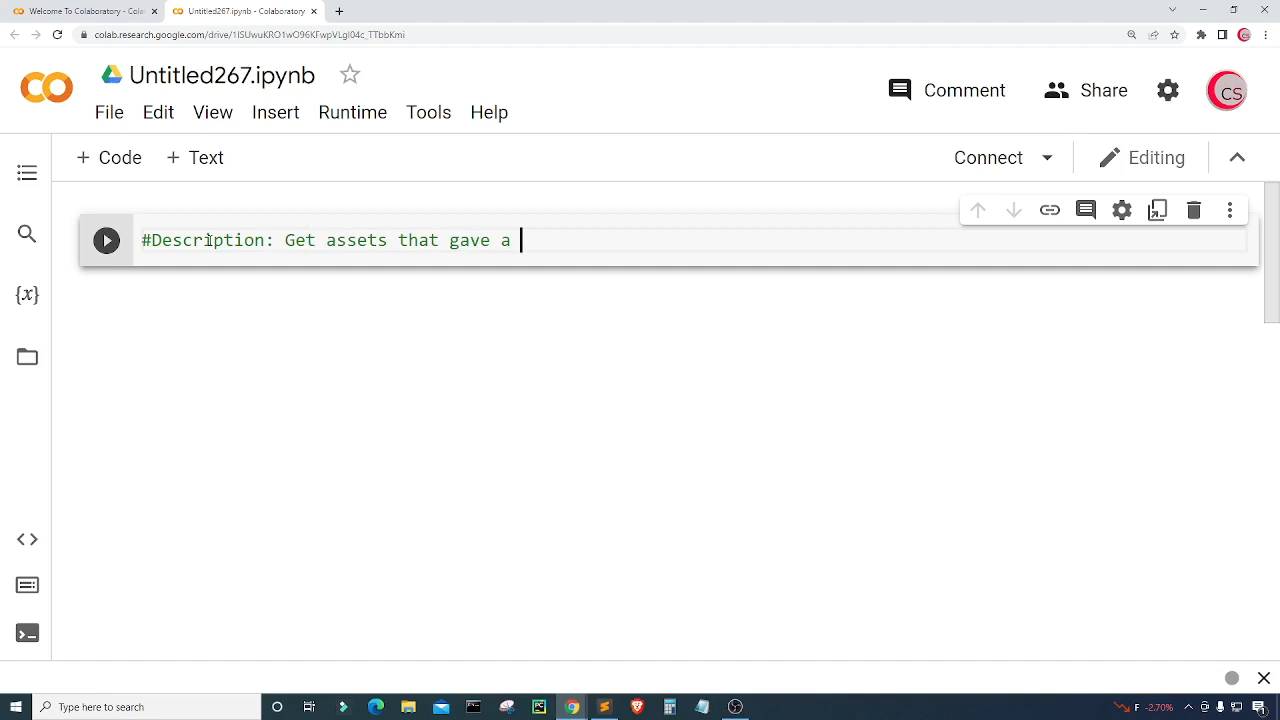 Welcome To Colaboratory - Colal
Untitled267.ipynb - Colaboratory
colab.research.google.com/drive/1lSUwuKRO1wO96KFwpVLgl04c_TTbbKmi
Untitled267.ipynb
File Edit View Insert Runtime Tools Help
Comment
Share
CS
+ Code
+ Text
Connect
Editing
#Description: Get assets that gave a
{x}
Type here to search
F -2.70%